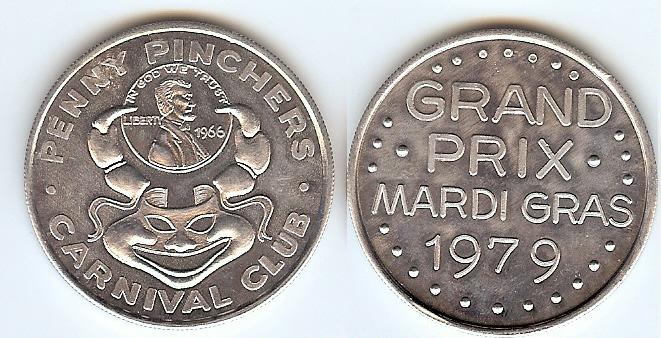 PENNY PINCHERS
IN GOD WE TRUST
LIBERTY
1966
CARNIVAL CLUB
GRAND
PRIX
MARDI GRAS
1979